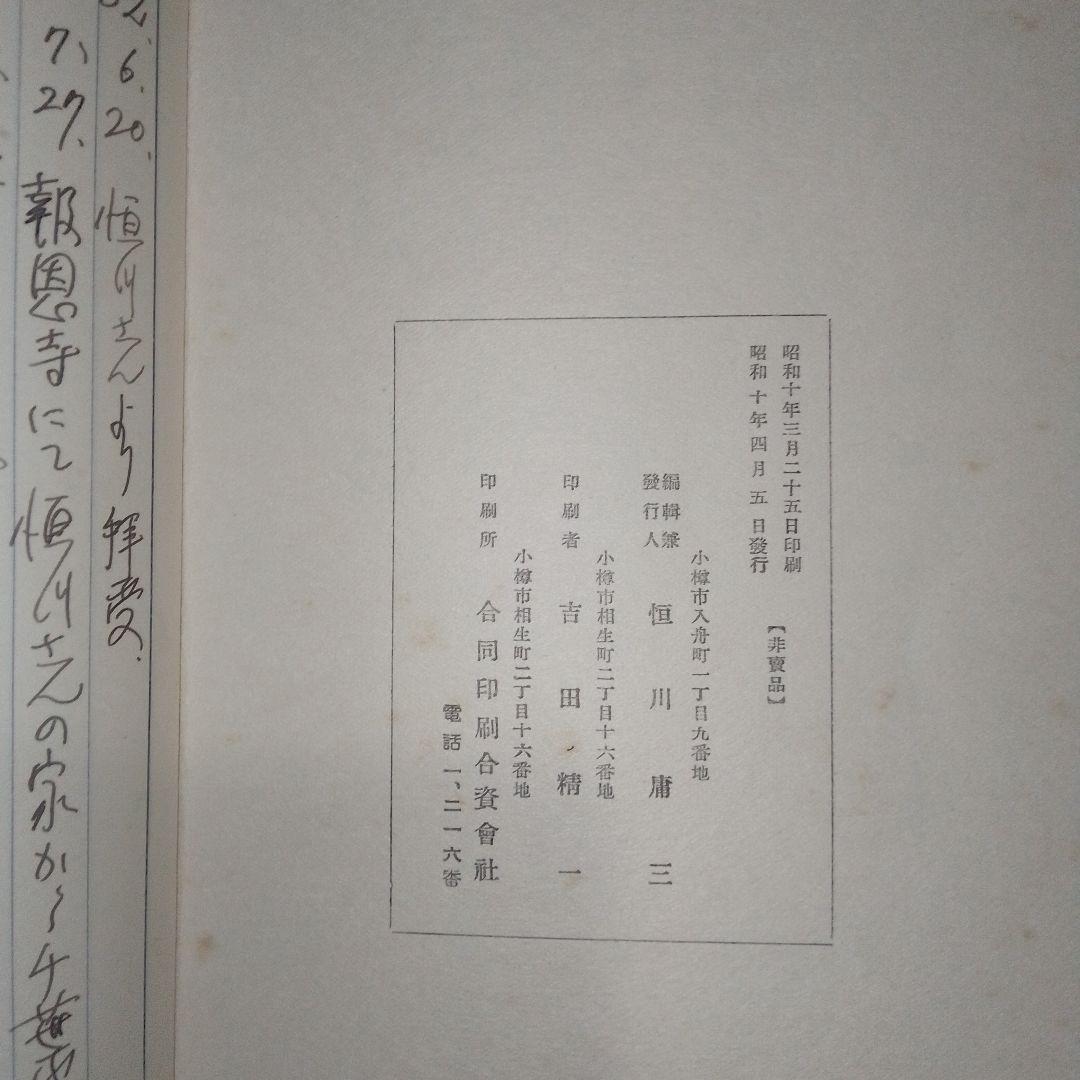 昭和十年三月二十五日印刷
昭和十年四月五日發行
【非賣品】
小樽市入舟町一丁目九番地
編輯兼
發行人
恒川庸三
小樽市相生町二丁目十六番地
印刷者
吉田精一
小樽市相生町二丁目十六番地
印刷所
合同印刷合資會社
電話一、二一六番
6.20. 恒川さんより拝受.
7、27、報恩寺にて恒川さんの家から千葉